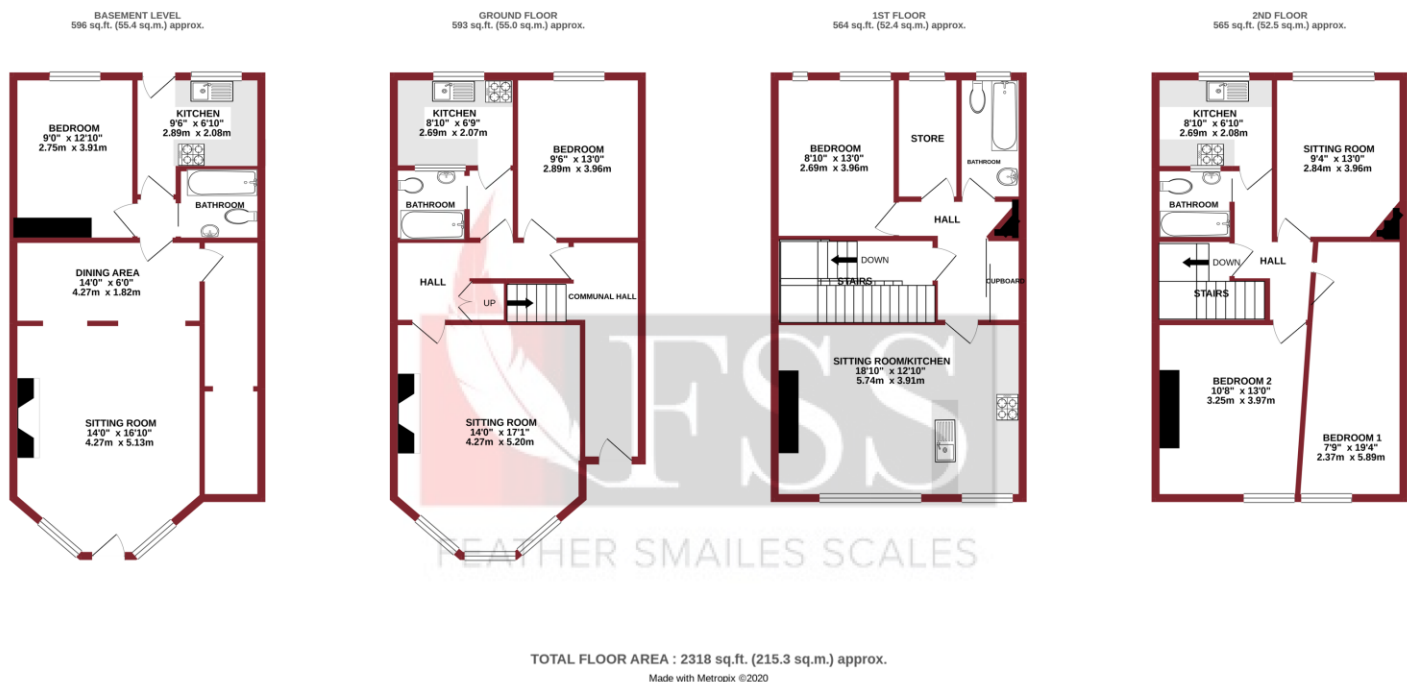 BASEMENT LEVEL
596 sq.ft. (55.4 sq.m.) approx.
BEDROOM
9'0" x 12'10"
2.75m x 3.91m
KITCHEN
9'6" x 6'10"
2.89m x 2.08m
BATHROOM
DINING AREA
14'0" x 6'0"
4.27m x 1.82m
SITTING ROOM
14'0" x 16'10"
4.27m x 5.13m
GROUND FLOOR
593 sq.ft. (55.0 sq.m.) approx.
KITCHEN
8'10" x 6'9"
2.69m x 2.07m
BEDROOM
9'6" x 13'0"
2.89m x 3.96m
BATHROOM
HALL
UP
COMMUNAL HALL
SITTING ROOM
14'0" x 17'1"
4.27m x 5.20m
1ST FLOOR
564 sq.ft. (52.4 sq.m.) approx.
BEDROOM
8'10" x 13'0"
2.69m x 3.96m
STORE
BATHROOM
HALL
DOWN
STAIRS
CUPBOARD
SITTING ROOM/KITCHEN
18'10" x 12'10"
5.74m x 3.91m
2ND FLOOR
565 sq.ft. (52.5 sq.m.) approx.
KITCHEN
8'10" x 6'10"
2.69m x 2.08m
SITTING ROOM
9'4" x 13'0"
2.84m x 3.96m
BATHROOM
HALL
DOWN
STAIRS
BEDROOM 2
10'8" x 13'0"
3.25m x 3.97m
BEDROOM 1
7'9" x 19'4"
2.37m x 5.89m
FSS
FEATHER SMAILES SCALES
TOTAL FLOOR AREA : 2318 sq.ft. (215.3 sq.m.) approx.
Made with Metropix ©2020